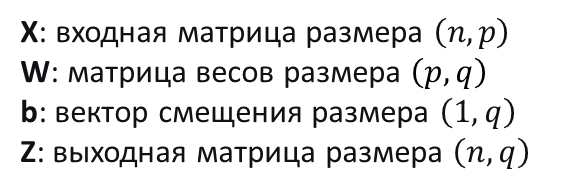 X: входная матрица размера (n, p)
W: матрица весов размера (p, q)
b: вектор смещения размера (1, q)
Z: выходная матрица размера (n, q)